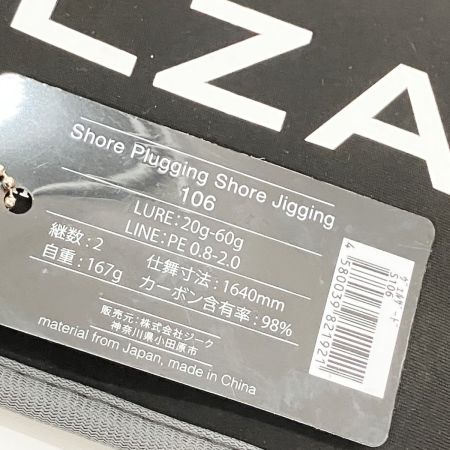 LZA
Shore Plugging Shore Jigging
106
LURE:20g-60g
LINE:PE 0.8-2.0
継数:2 仕舞寸法:1640mm
自重:167g カーボン含有率:98%
販売元:株式会社ジーク
神奈川県小田原市
material from Japan, made in China
S106